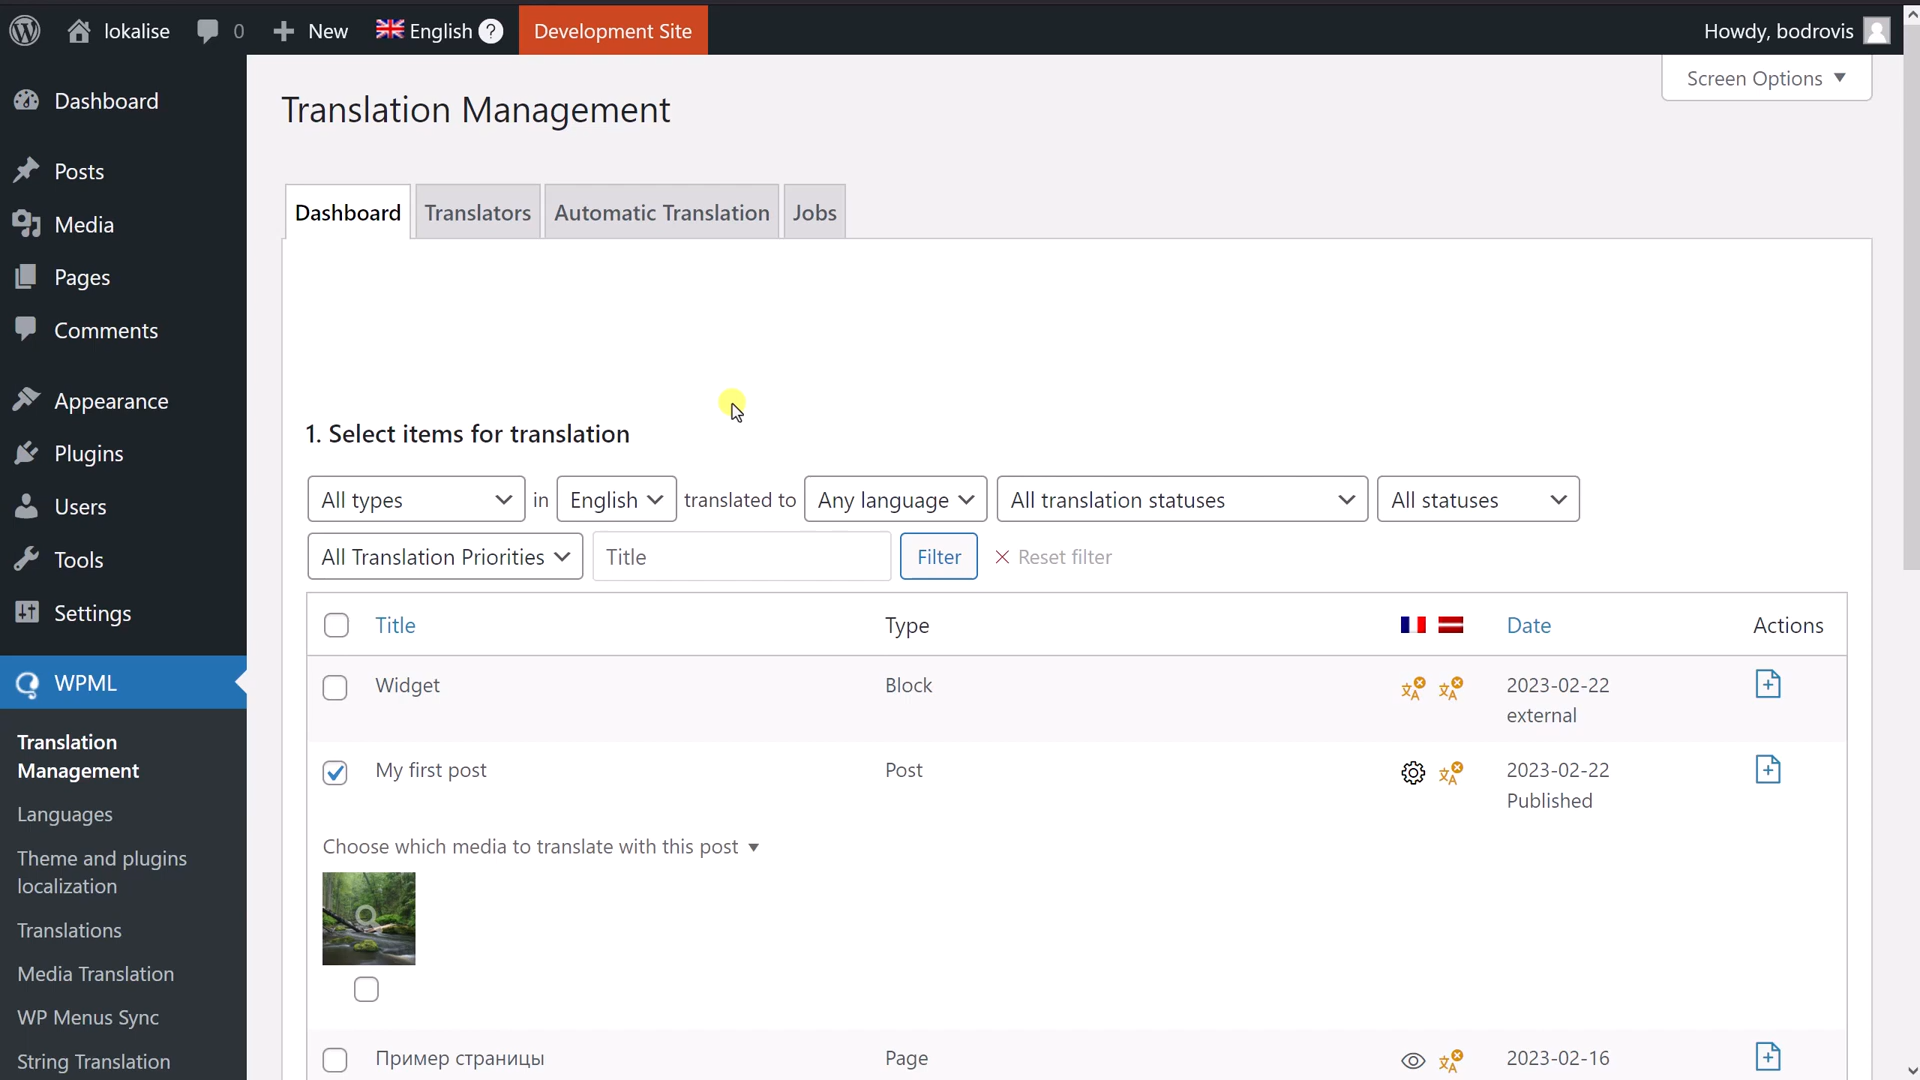 lokalise 0 New English ? Development Site Howdy, bodrovis
Screen Options
Dashboard
Posts
Media
Pages
Comments
Appearance
Plugins
Users
Tools
Settings
WPML
Translation
Management
Languages
Theme and plugins
localization
Translations
Media Translation
WP Menus Sync
String Translation
Translation Management
Dashboard Translators Automatic Translation Jobs
1. Select items for translation
All types in English translated to Any language All translation statuses All statuses
All Translation Priorities Title Filter Reset filter
Title Type Date Actions
Widget Block 2023-02-22
external
My first post Post 2023-02-22
Published
Choose which media to translate with this post
Пример страницы Page 2023-02-16